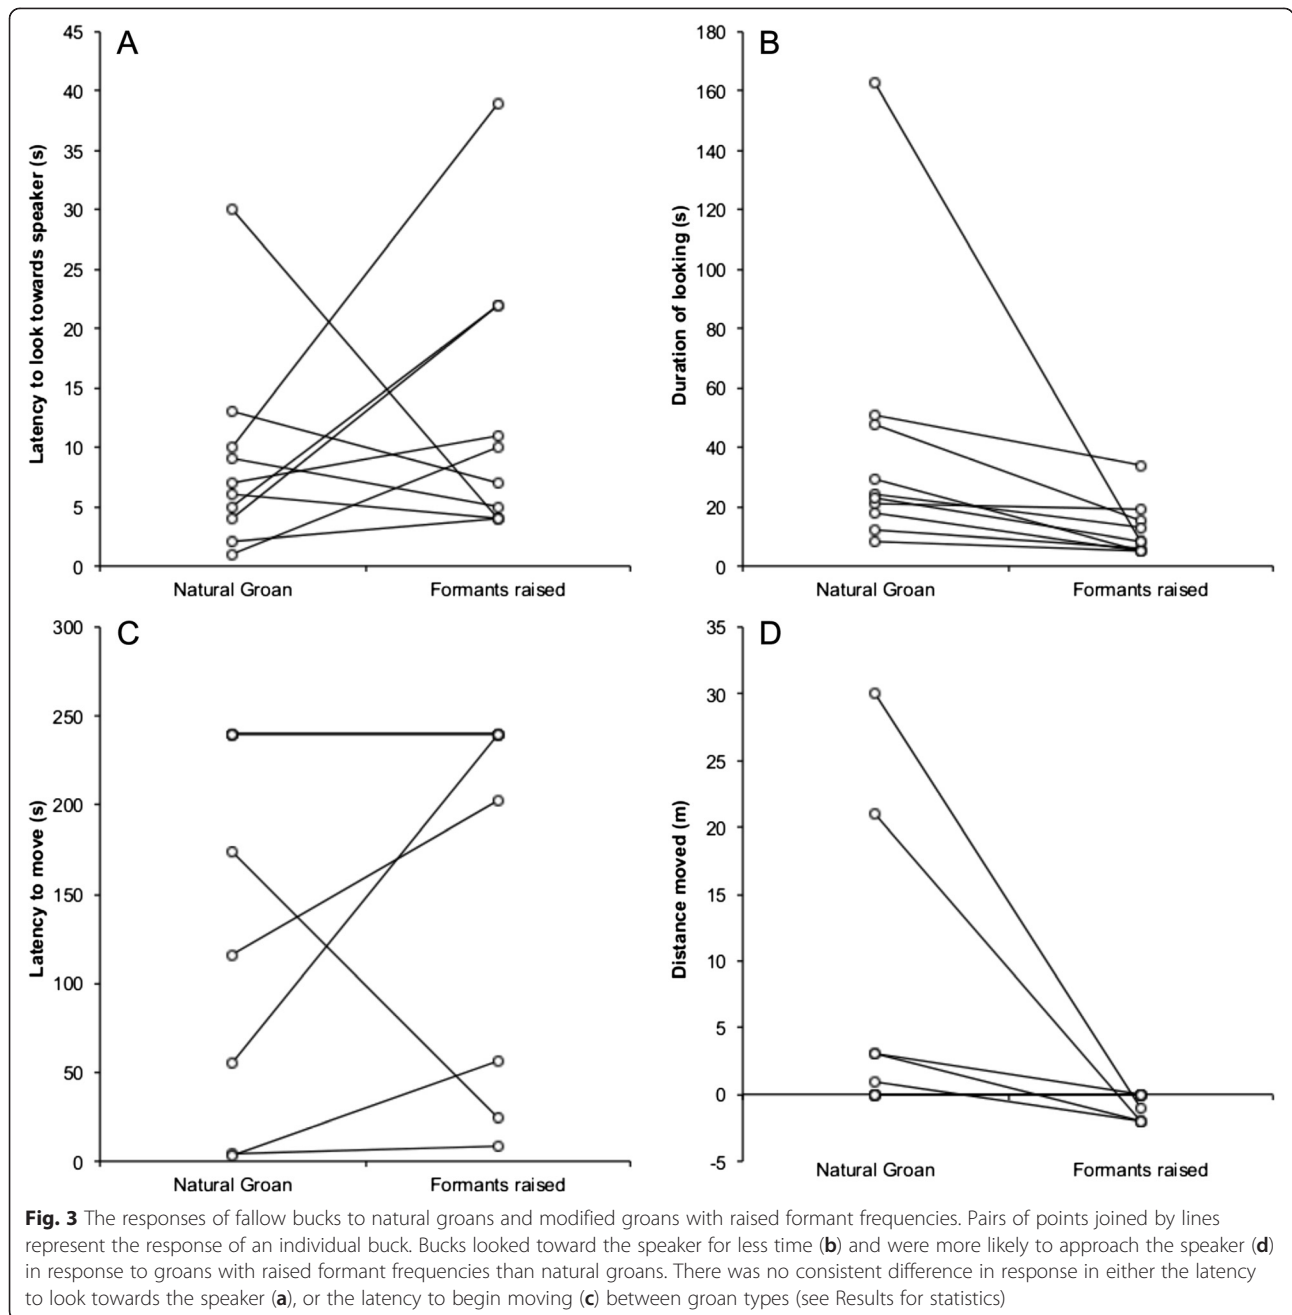 A
45
40
35
30
25
20
15
10
5
0
Latency to look towards speaker (s)
Natural Groan Formants raised
B
180
160
140
120
100
80
60
40
20
0
Duration of looking (s)
Natural Groan Formants raised
C
300
250
200
150
100
50
0
Latency to move (s)
Natural Groan Formants raised
D
35
30
25
20
15
10
5
0
-5
Distance moved (m)
Natural Groan Formants raised
Fig. 3 The responses of fallow bucks to natural groans and modified groans with raised formant frequencies. Pairs of points joined by lines
represent the response of an individual buck. Bucks looked toward the speaker for less time (b) and were more likely to approach the speaker (d)
in response to groans with raised formant frequencies than natural groans. There was no consistent difference in response in either the latency
to look towards the speaker (a), or the latency to begin moving (c) between groan types (see Results for statistics)